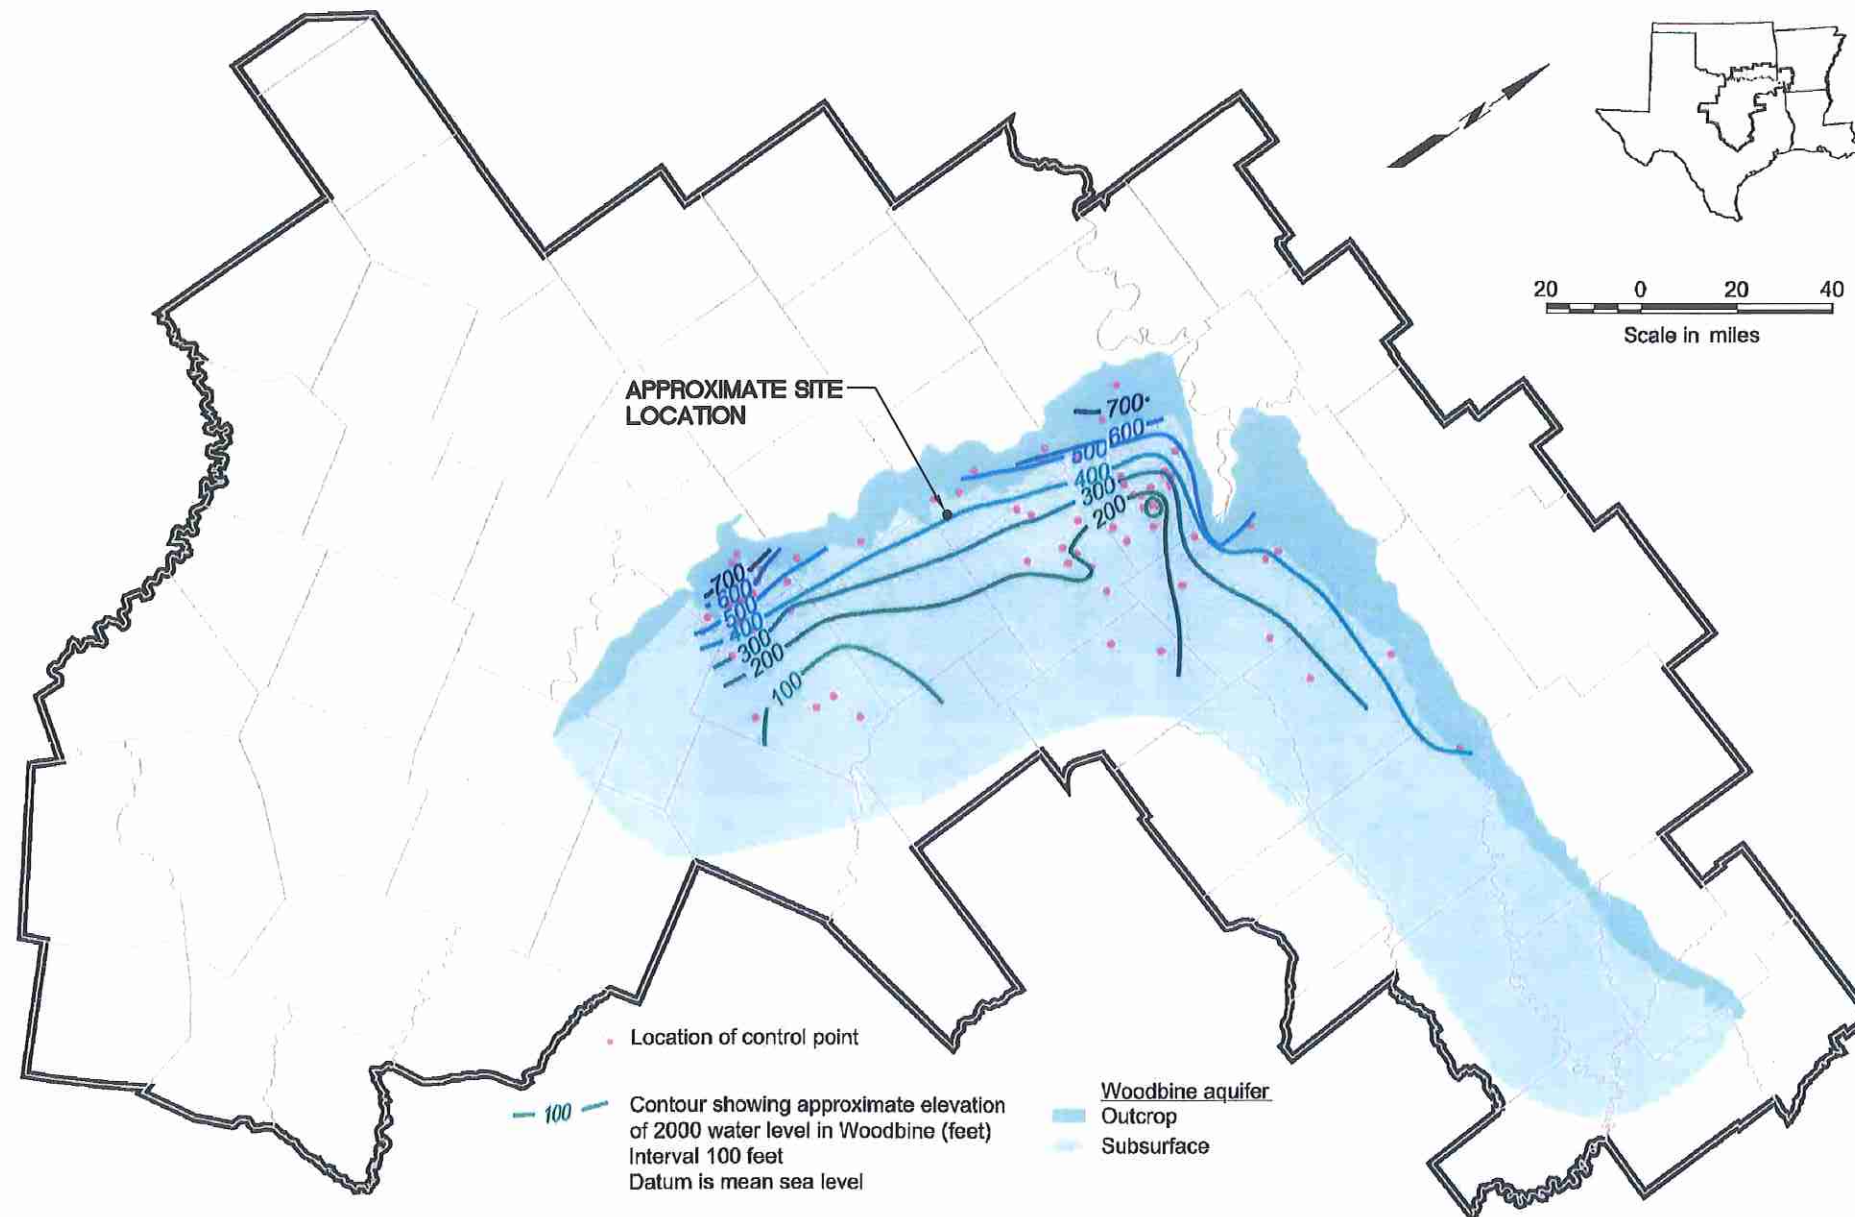 20 0 20 40
Scale in miles
APPROXIMATE SITE
LOCATION
700
600
500
400
300
200
700
600
500
400
300
200
100
Location of control point
100
Contour showing approximate elevation
of 2000 water level in Woodbine (feet)
Interval 100 feet
Datum is mean sea level
Woodbine aquifer
Outcrop
Subsurface